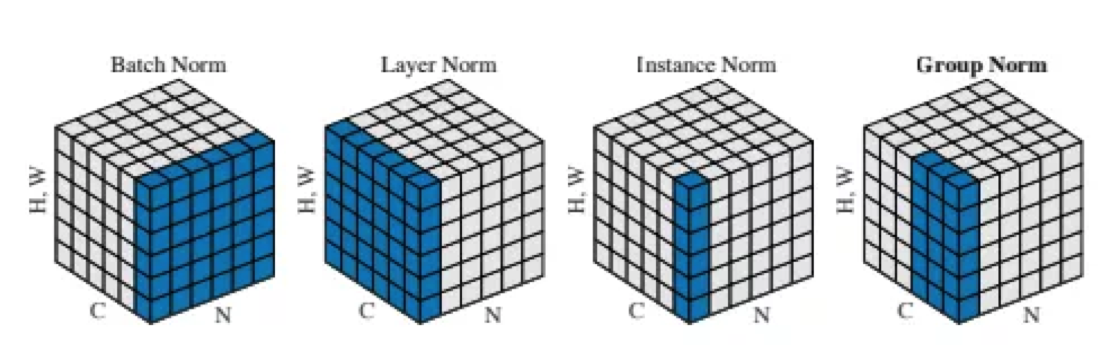 Batch Norm
Layer Norm
Instance Norm
Group Norm
H, W
C
N
H, W
C
N
H, W
C
N
H, W
C
N